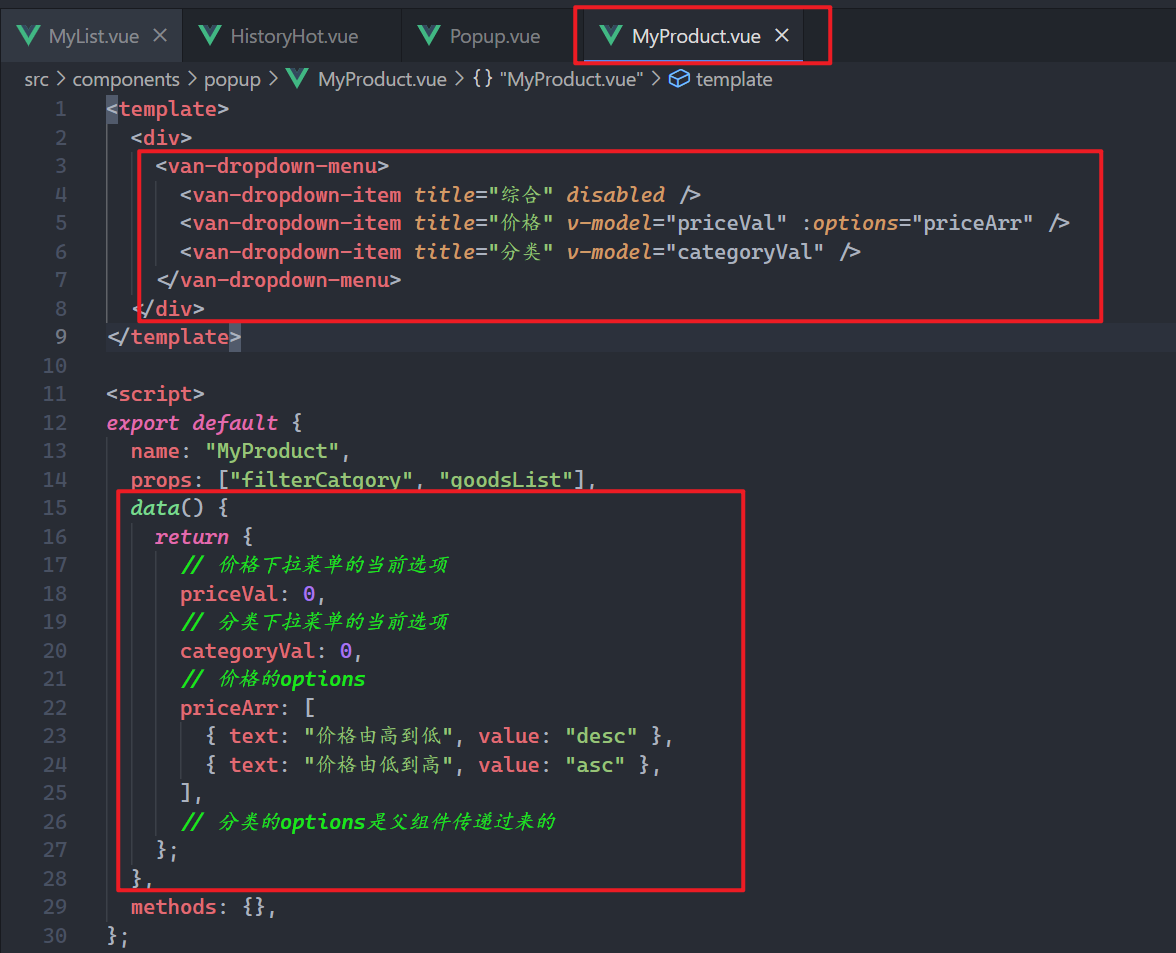 MyList.vue HistoryHot.vue Popup.vue MyProduct.vue
src > components > popup > MyProduct.vue > {} "MyProduct.vue" > template
1 <template>
2 <div>
3 <van-dropdown-menu>
4 <van-dropdown-item title="综合" disabled />
5 <van-dropdown-item title="价格" v-model="priceVal" :options="priceArr" />
6 <van-dropdown-item title="分类" v-model="categoryVal" />
7 </van-dropdown-menu>
8 </div>
9 </template>
10
11 <script>
12 export default {
13 name: "MyProduct",
14 props: ["filterCatgory", "goodsList"],
15 data() {
16 return {
17 // 价格下拉菜单的当前选项
18 priceVal: 0,
19 // 分类下拉菜单的当前选项
20 categoryVal: 0,
21 // 价格的options
22 priceArr: [
23 { text: "价格由高到低", value: "desc" },
24 { text: "价格由低到高", value: "asc" },
25 ],
26 // 分类的options是父组件传递过来的
27 };
28 },
29 methods: {},
30 };